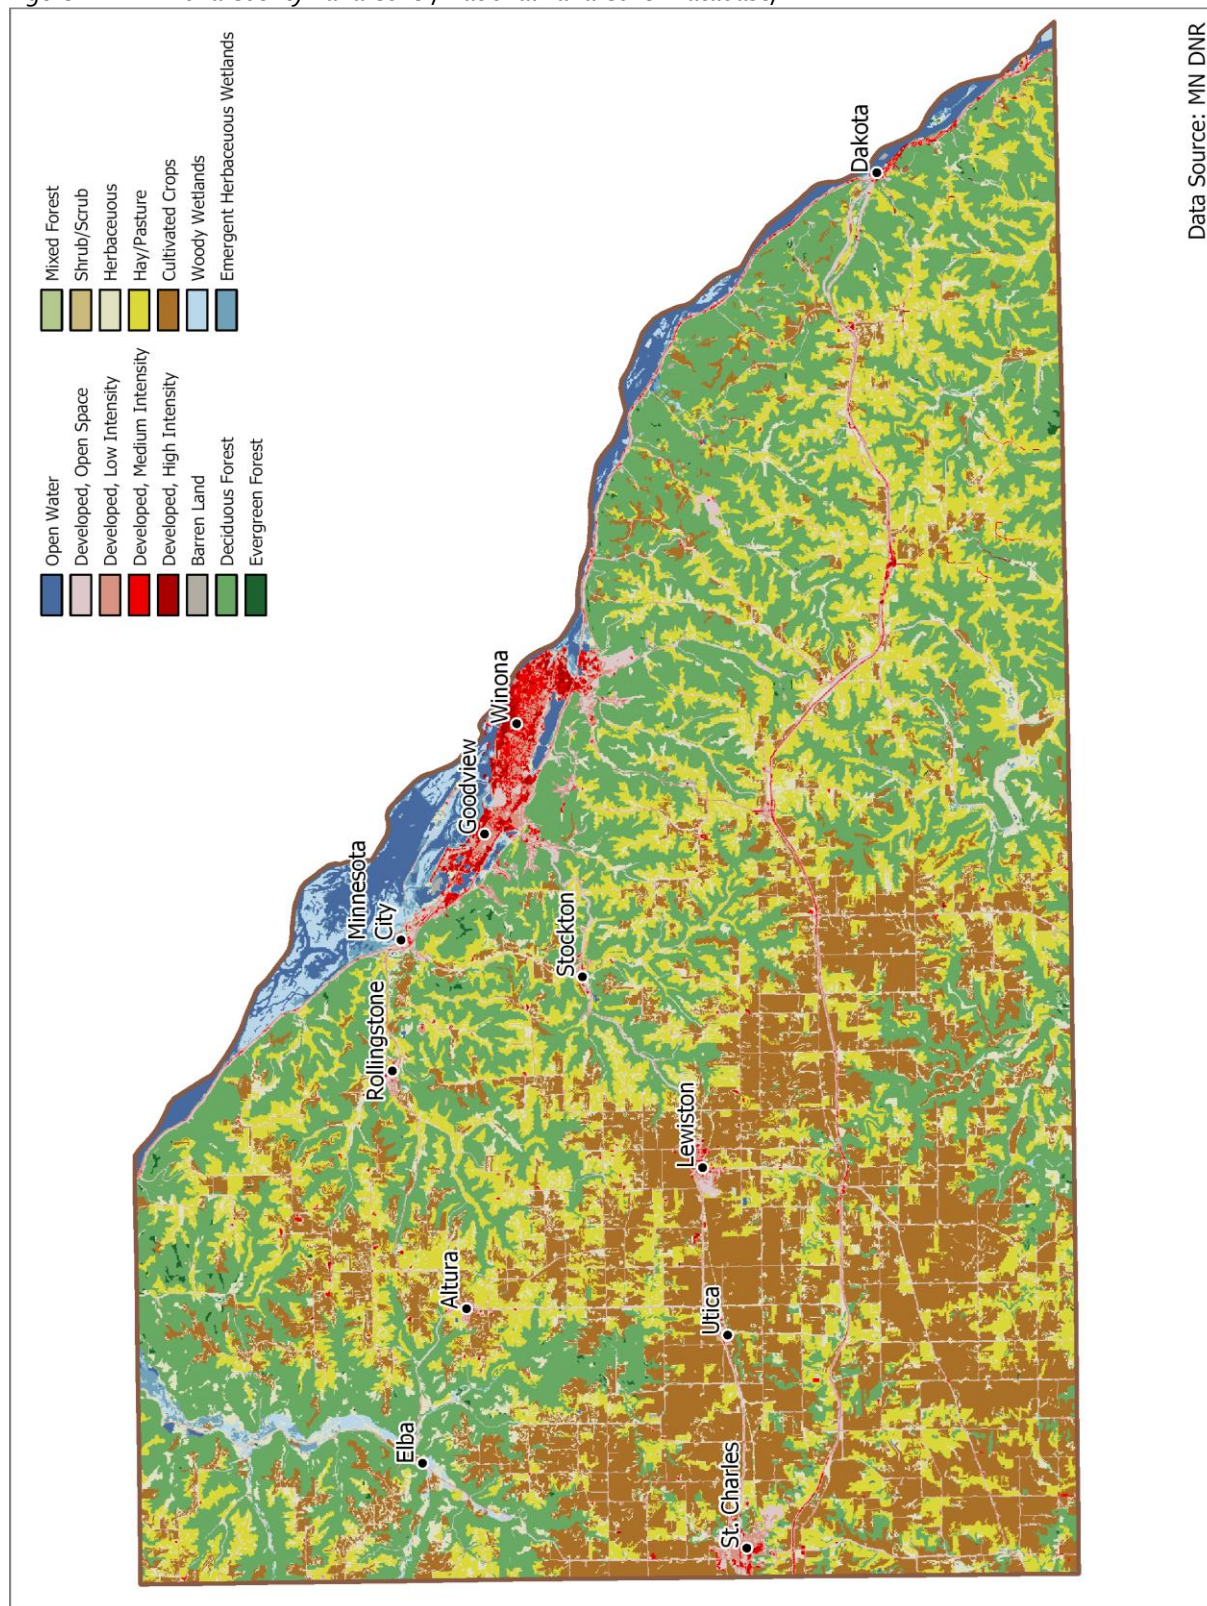 Open Water
Developed, Open Space
Developed, Low Intensity
Developed, Medium Intensity
Developed, High Intensity
Barren Land
Deciduous Forest
Evergreen Forest
Mixed Forest
Shrub/Scrub
Herbaceuous
Hay/Pasture
Cultivated Crops
Woody Wetlands
Emergent Herbaceuous Wetlands
Elba
Altura
Rollingstone
Minnesota
City
Goodview
Winona
Stockton
St. Charles
Utica
Lewiston
Dakota
Data Source: MN DNR